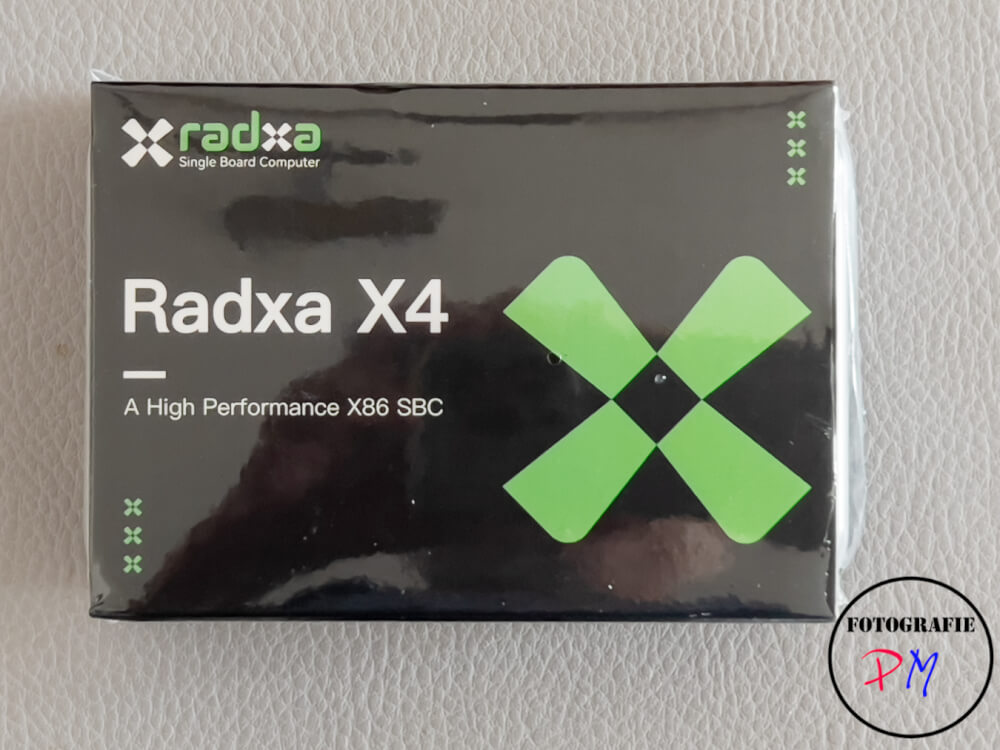 radxa
Single Board Computer
Radxa X4
A High Performance X86 SBC
FOTOGRAFIE
PM